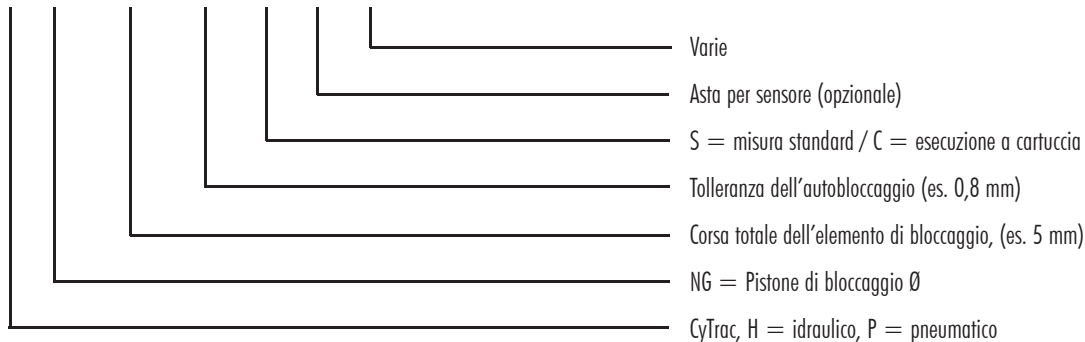 Varie
Asta per sensore (opzionale)
S = misura standard / C = esecuzione a cartuccia
Tolleranza dell'autobloccaggio (es. 0,8 mm)
Corsa totale dell'elemento di bloccaggio, (es. 5 mm)
NG = Pistone di bloccaggio Ø
CyTrac, H = idraulico, P = pneumatico